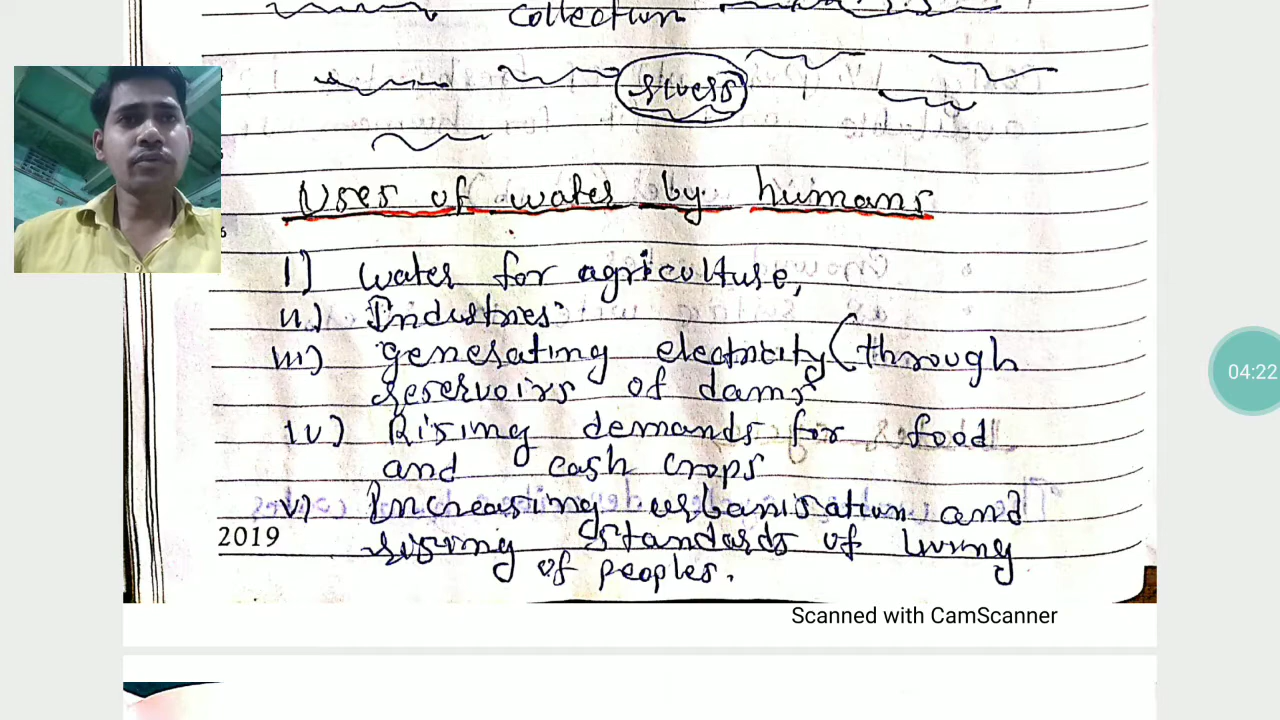 collection
rivers
Uses of water by humans
I) water for agriculture,
II) Industries
III) generating electricity (through
reservoirs of dams
IV) Rising demands for food
and cash crops
V) Increasing urbanisation and
rising standards of living
of peoples.
2019
Scanned with CamScanner
04:22